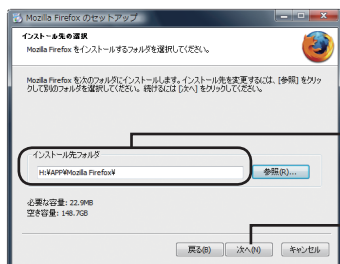 Mozilla Firefox のセットアップ
インストール先の選択
Mozilla Firefox をインストールするフォルダを選択してください。
Mozilla Firefox を次のフォルダにインストールします。インストール先を変更するには、[参照] をクリッ
クして別のフォルダを選択してください。続けるには [次へ] をクリックしてください。
インストール先フォルダ
H:¥APP¥Mozilla Firefox¥
参照(R)...
必要な容量: 22.9MB
空き容量: 148.7GB
戻る(B)
次へ(N)
キャンセル